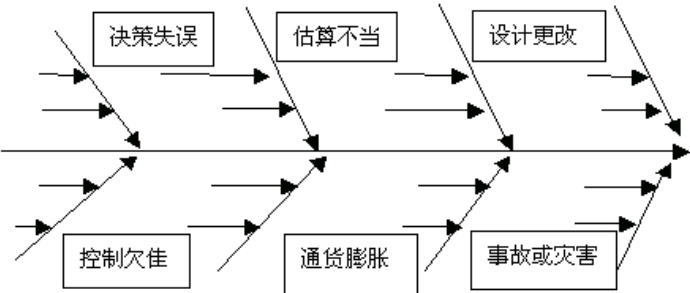 决策失误
估算不当
设计更改
控制欠佳
通货膨胀
事故或灾害